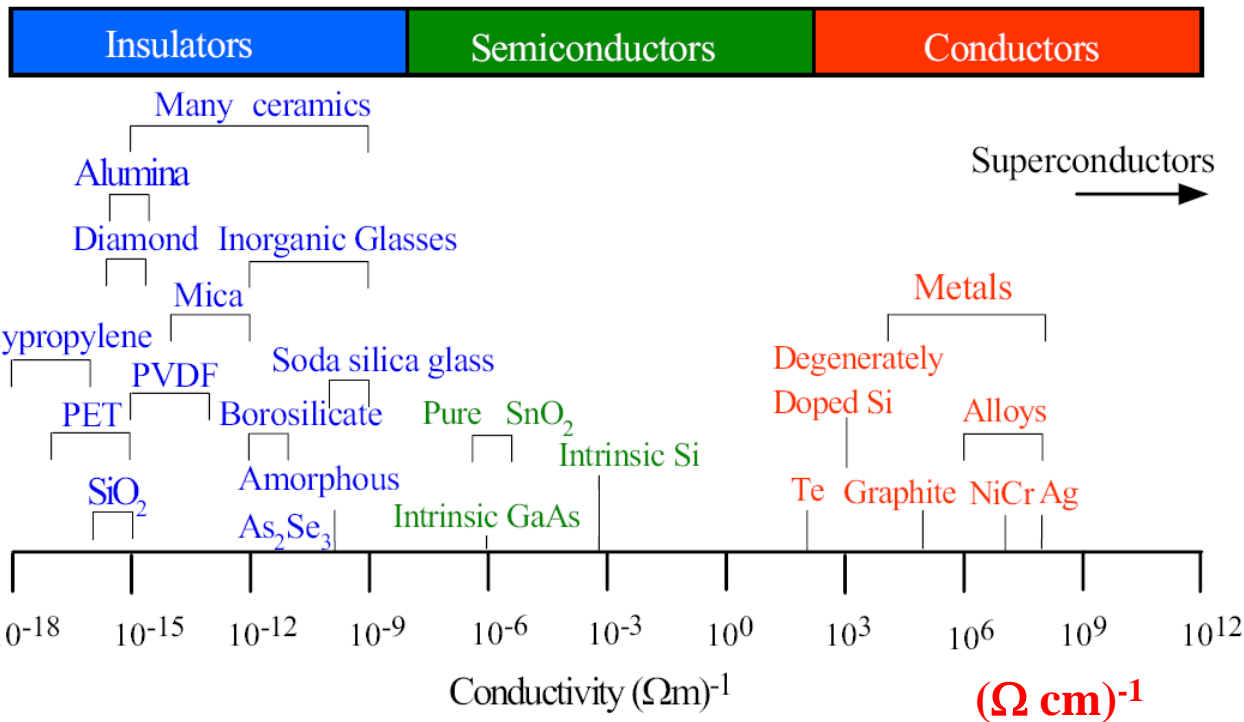 Insulators Semiconductors Conductors
Many ceramics
Superconductors
Alumina
Diamond Inorganic Glasses
Mica
Metals
ypropylene
Soda silica glass
Degenerately
Doped Si
PVDF
PET
Borosilicate
Pure SnO₂
Alloys
Intrinsic Si
SiO₂
Amorphous
As₂Se₃
Intrinsic GaAs
Te Graphite NiCr Ag
0⁻¹⁸ 10⁻¹⁵ 10⁻¹² 10⁻⁹ 10⁻⁶ 10⁻³ 10⁰ 10³ 10⁶ 10⁹ 10¹²
Conductivity (Ωm)⁻¹
(Ω cm)⁻¹